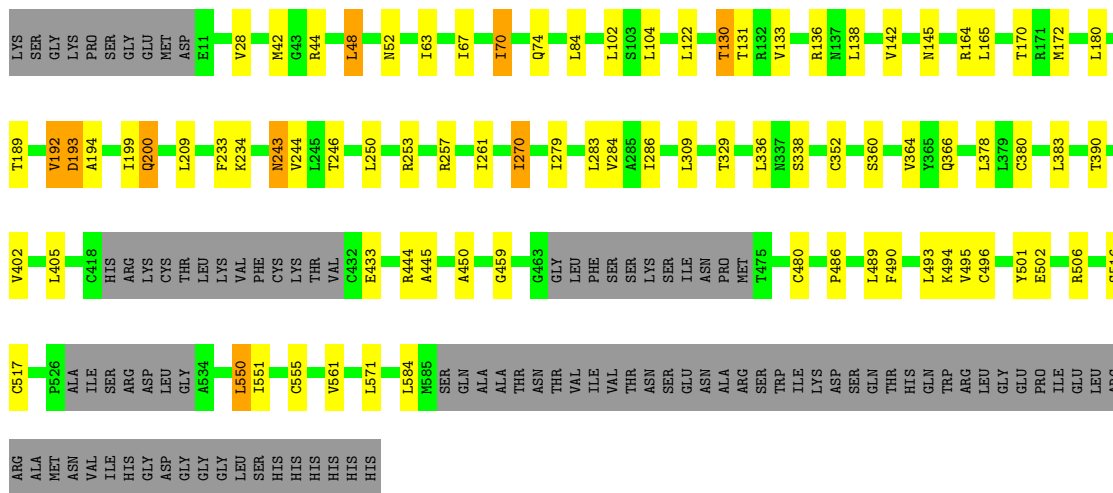 LYS SER GLY LYS PRO SER GLY GLU MET ASP E11 V28 M42 G43 R44 L48 N52 I63 I67 I70 Q74 L84 L102 S103 L104 L122 T130 T131 R132 V133 R136 N137 L138 V142 N145 R164 L165 T170 R171 M172 L180
T189 V192 D193 A194 I199 Q200 L209 F233 K234 N243 V244 L245 T246 L250 R253 R257 I261 I270 I279 L283 V284 A285 I286 L309 T329 L336 N337 S338 C352 S360 V364 Y365 Q366 L378 L379 C380 L383 T390
V402 L405 C418 HIS ARG LYS CYS THR LEU LYS VAL PHE CYS LYS THR VAL C432 E433 R444 A445 A450 G459 G463 GLY LEU PHE SER SER LYS SER ILE ASN PRO MET T475 C480 P486 L489 F490 L493 K494 V495 C496 Y501 E502 R506
C517 P526 ALA ILE SER ARG ASP LEU GLY A534 L550 I551 C555 V561 L571 L584 M585 SER GLN ALA ALA THR ASN THR VAL ILE VAL THR ASN SER GLU ASN ALA ARG SER TRP ILE LYS ASP SER GLN THR HIS GLN TRP ARG LEU GLY GLU PRO ILE GLU LEU
ARG ALA MET ASN VAL ILE HIS GLY ASP GLY GLY LEU SER HIS HIS HIS HIS HIS HIS